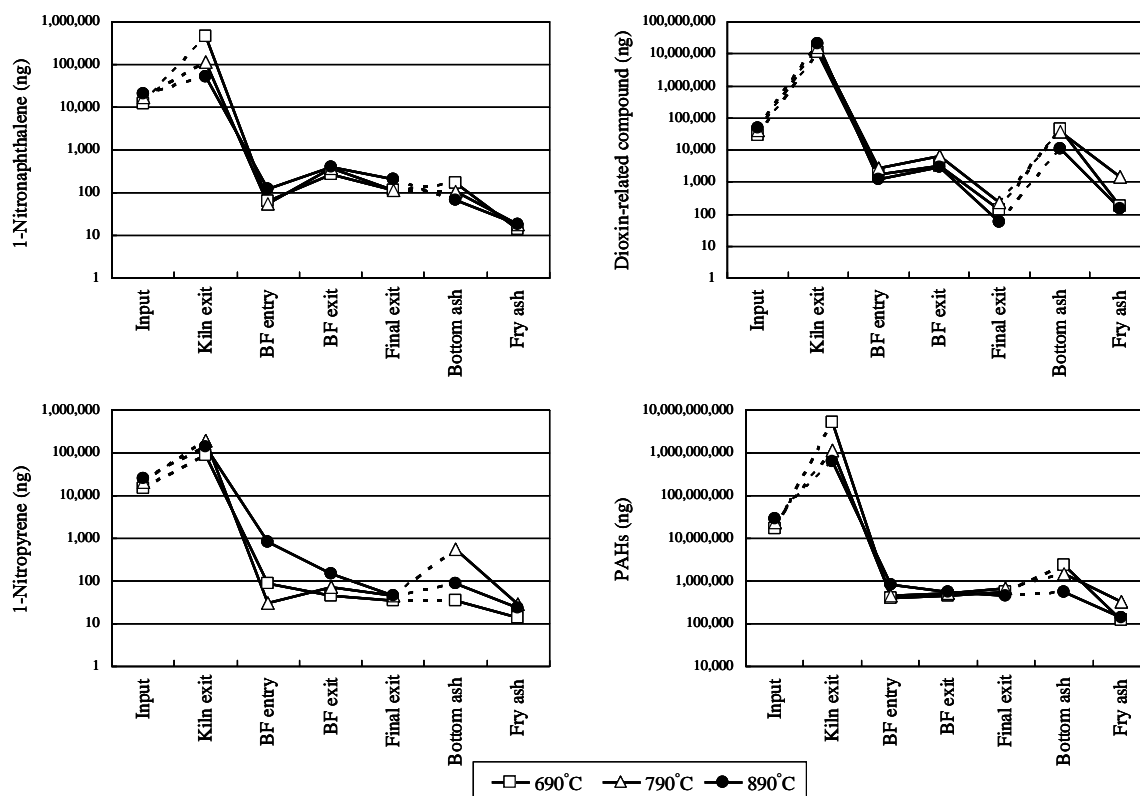 1-Nitronaphthalene (ng)
1,000,000
100,000
10,000
1,000
100
10
1
Input
Kiln exit
BF entry
BF exit
Final exit
Bottom ash
Fry ash
Dioxin-related compound (ng)
100,000,000
10,000,000
1,000,000
100,000
10,000
1,000
100
10
1
Input
Kiln exit
BF entry
BF exit
Final exit
Bottom ash
Fry ash
1-Nitropyrene (ng)
1,000,000
100,000
10,000
1,000
100
10
1
Input
Kiln exit
BF entry
BF exit
Final exit
Bottom ash
Fry ash
PAHs (ng)
10,000,000,000
1,000,000,000
100,000,000
10,000,000
1,000,000
100,000
10,000
Input
Kiln exit
BF entry
BF exit
Final exit
Bottom ash
Fry ash
690°C 790°C 890°C